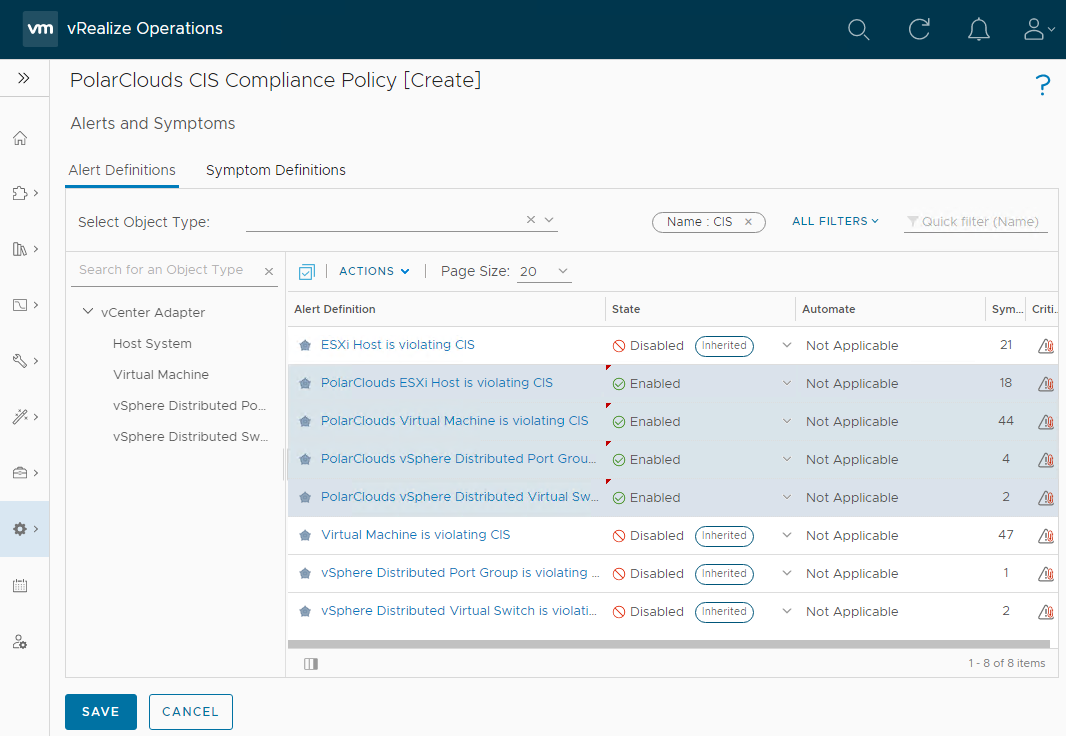 vm vRealize Operations
PolarClouds CIS Compliance Policy [Create]
?
Alerts and Symptoms
Alert Definitions Symptom Definitions
Select Object Type: Name : CIS ALL FILTERS Quick filter (Name)
Search for an Object Type
vCenter Adapter
Host System
Virtual Machine
vSphere Distributed Po...
vSphere Distributed Sw...
ACTIONS Page Size: 20
Alert Definition State Automate Sym... Criti...
ESXi Host is violating CIS Disabled Inherited Not Applicable 21
PolarClouds ESXi Host is violating CIS Enabled Not Applicable 18
PolarClouds Virtual Machine is violating CIS Enabled Not Applicable 44
PolarClouds vSphere Distributed Port Grou... Enabled Not Applicable 4
PolarClouds vSphere Distributed Virtual Sw... Enabled Not Applicable 2
Virtual Machine is violating CIS Disabled Inherited Not Applicable 47
vSphere Distributed Port Group is violating ... Disabled Inherited Not Applicable 1
vSphere Distributed Virtual Switch is violati... Disabled Inherited Not Applicable 2
1 - 8 of 8 items
SAVE CANCEL